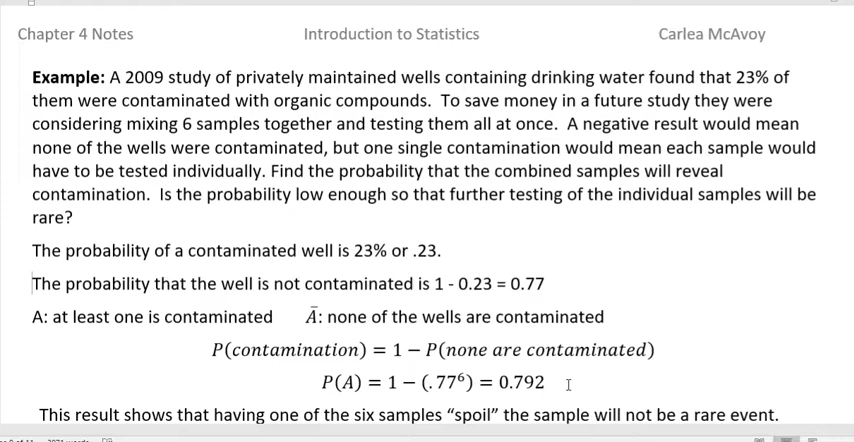 Chapter 4 Notes Introduction to Statistics Carlea McAvoy
Example: A 2009 study of privately maintained wells containing drinking water found that 23% of
them were contaminated with organic compounds. To save money in a future study they were
considering mixing 6 samples together and testing them all at once. A negative result would mean
none of the wells were contaminated, but one single contamination would mean each sample would
have to be tested individually. Find the probability that the combined samples will reveal
contamination. Is the probability low enough so that further testing of the individual samples will be
rare?
The probability of a contaminated well is 23% or .23.
The probability that the well is not contaminated is 1 - 0.23 = 0.77
A: at least one is contaminated Ā: none of the wells are contaminated
P(contamination) = 1 − P(none are contaminated)
P(A) = 1 − (.77⁶) = 0.792
This result shows that having one of the six samples “spoil” the sample will not be a rare event.